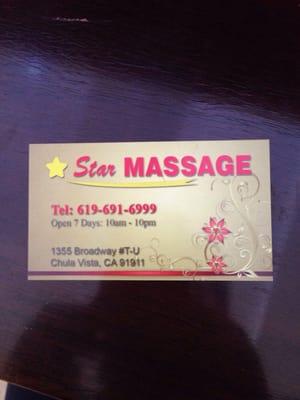 Star MASSAGE
Tel: 619-691-6999
Open 7 Days: 10am - 10pm
1355 Broadway #T-U
Chula Vista, CA 91911